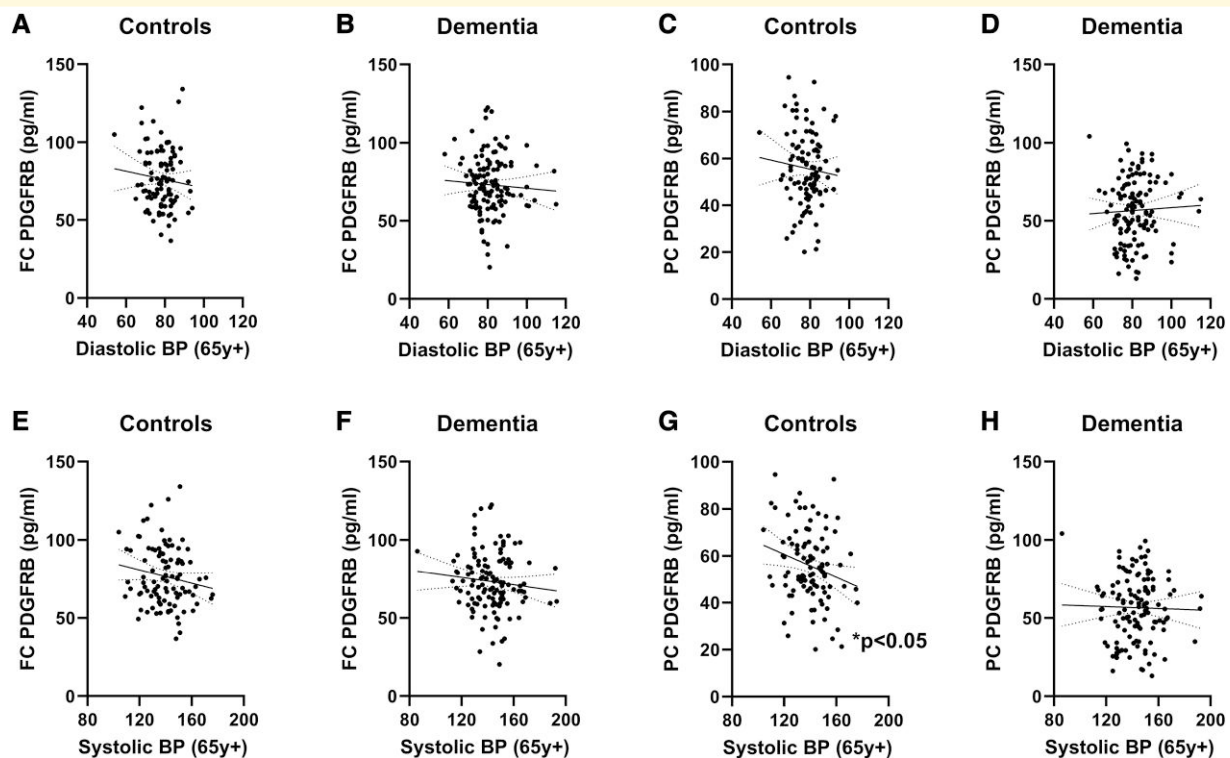 A Controls
B Dementia
C Controls
D Dementia
FC PDGFRB (pg/ml)
150
100
50
0
40 60 80 100 120
Diastolic BP (65y+)
FC PDGFRB (pg/ml)
150
100
50
0
40 60 80 100 120
Diastolic BP (65y+)
PC PDGFRB (pg/ml)
100
80
60
40
20
0
40 60 80 100 120
Diastolic BP (65y+)
PC PDGFRB (pg/ml)
150
100
50
0
40 60 80 100 120
Diastolic BP (65y+)
E Controls
F Dementia
G Controls
H Dementia
FC PDGFRB (pg/ml)
150
100
50
0
80 120 160 200
Systolic BP (65y+)
FC PDGFRB (pg/ml)
150
100
50
0
80 120 160 200
Systolic BP (65y+)
PC PDGFRB (pg/ml)
100
80
60
40
20
0
*p<0.05
80 120 160 200
Systolic BP (65y+)
PC PDGFRB (pg/ml)
150
100
50
0
80 120 160 200
Systolic BP (65y+)